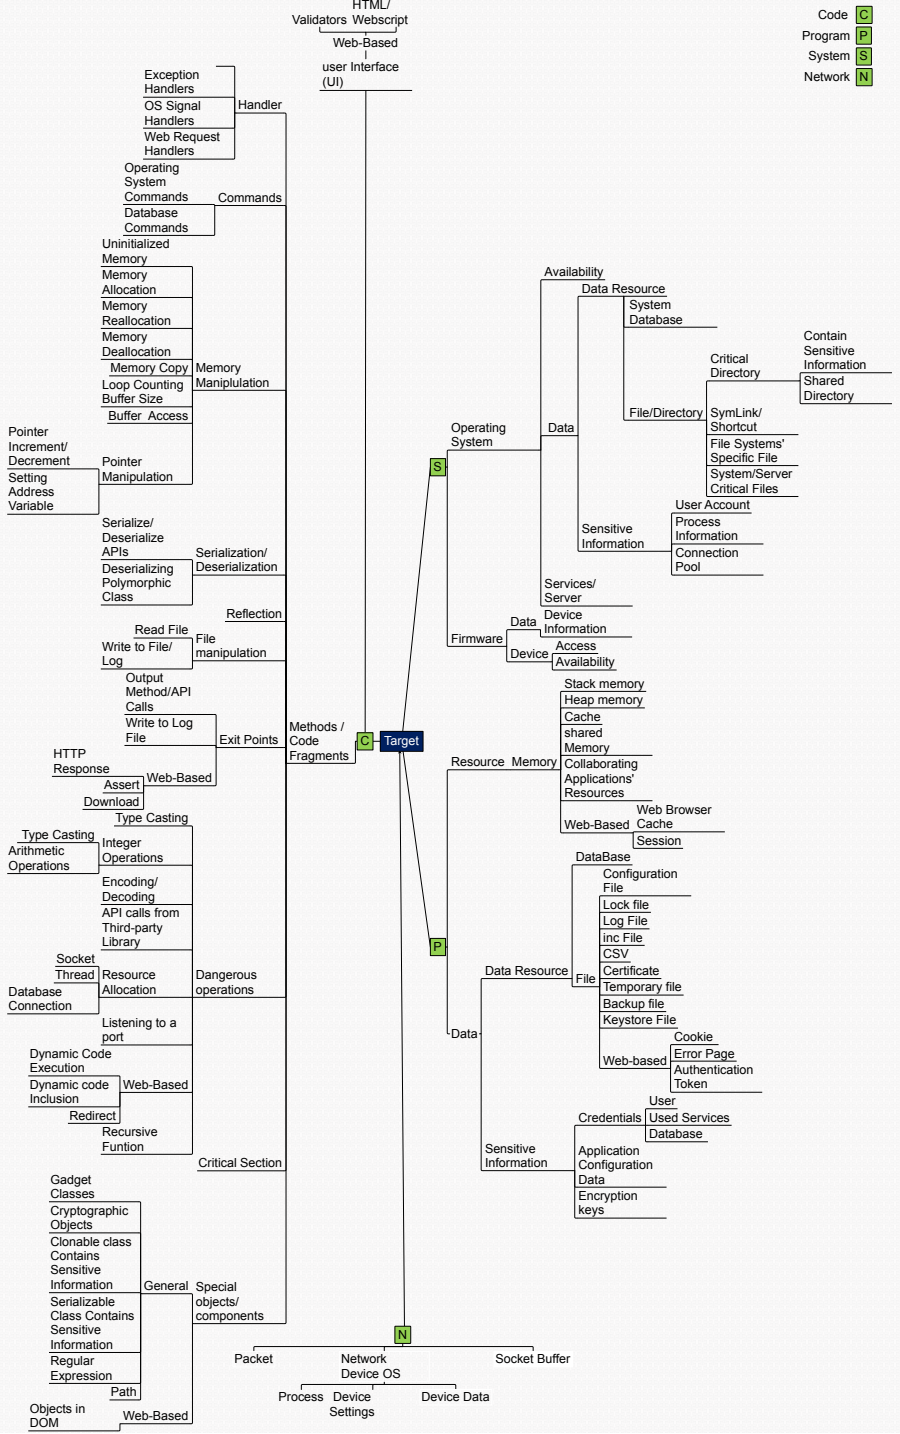 HTML/
Validators Webscript
Web-Based
user Interface
(UI)
Code C
Program P
System S
Network N
Exception
Handlers
OS Signal
Handlers
Web Request
Handlers
Handler
Operating
System
Commands
Database
Commands
Commands
Uninitialized
Memory
Memory
Allocation
Memory
Reallocation
Memory
Deallocation
Memory Copy
Loop Counting
Buffer Size
Buffer Access
Memory
Maniplulation
Pointer
Increment/
Decrement
Setting
Address
Variable
Pointer
Manipulation
Serialize/
Deserialize
APIs
Deserializing
Polymorphic
Class
Serialization/
Deserialization
Reflection
Read File
Write to File/
Log
File
manipulation
Output
Method/API
Calls
Write to Log
File
Exit Points
HTTP
Response
Assert
Download
Web-Based
Methods /
Code
Fragments
C
Target
Type Casting
Type Casting
Arithmetic
Operations
Integer
Operations
Encoding/
Decoding
API calls from
Third-party
Library
Socket
Thread
Database
Connection
Resource
Allocation
Dangerous
operations
Listening to a
port
Dynamic Code
Execution
Dynamic code
Inclusion
Redirect
Web-Based
Recursive
Funtion
Critical Section
Gadget
Classes
Cryptographic
Objects
Clonable class
Contains
Sensitive
Information
Serializable
Class Contains
Sensitive
Information
Regular
Expression
Path
General
Special
objects/
components
Objects in
DOM
Web-Based
S
Operating
System
Availability
Data
Data Resource
System
Database
File/Directory
Critical
Directory
Contain
Sensitive
Information
Shared
Directory
SymLink/
Shortcut
File Systems'
Specific File
System/Server
Critical Files
Sensitive
Information
User Account
Process
Information
Connection
Pool
Services/
Server
Firmware
Data
Device
Information
Device
Access
Availability
P
Resource Memory
Stack memory
Heap memory
Cache
shared
Memory
Collaborating
Applications'
Resources
Web-Based
Web Browser
Cache
Session
Data
Data Resource
DataBase
File
Configuration
File
Lock file
Log File
inc File
CSV
Certificate
Temporary file
Backup file
Keystore File
Web-based
Cookie
Error Page
Authentication
Token
Sensitive
Information
Credentials
User
Used Services
Database
Application
Configuration
Data
Encryption
keys
N
Packet
Network
Device OS
Socket Buffer
Process
Device
Settings
Device Data